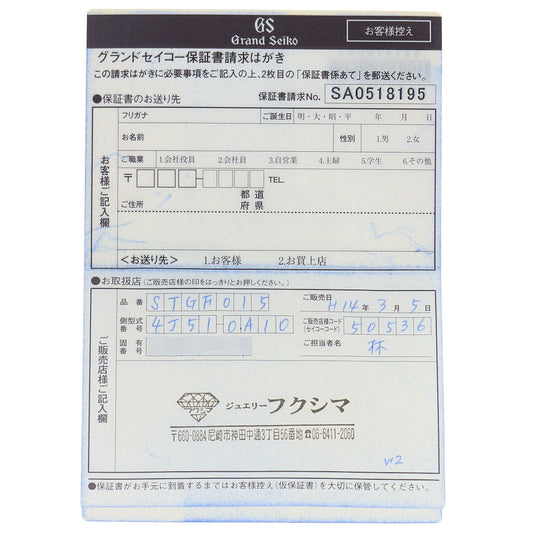 GS
Grand Seiko
お客様控え
グランドセイコー保証書請求はがき
この請求はがきに必要事項をご記入の上、2枚目の「保証書係あて」を郵送ください。
●保証書のお送り先 保証書請求No. SA0518195
フリガナ ご誕生日 明・大・昭・平 年 月 日
お名前 性別 1.男 2.女
ご職業 1.会社役員 2.会社員 3.自営業 4.主婦 5.学生 6.その他
〒 TEL.
都道
府県
ご住所
<お送り先> 1.お客様 2.お買上店
お客様ご記入欄
●お取扱店(ご販売店様の印をはっきりとお押しください。)
品番 STGF015 ご販売日 H14年3月5日
側型式番号 4J51-0A10 ご販売店様コード(セイコーコード) 50536
固有番号 ご担当者名 林
ご販売店様ご記入欄
フクシマ
ジュエリーフクシマ
〒660-0884尼崎市神田中通3丁目56番地☎06-6411-2060
W2
●保証書がお手元に到着するまではお客様控え(仮保証書)を大切に保管してください。